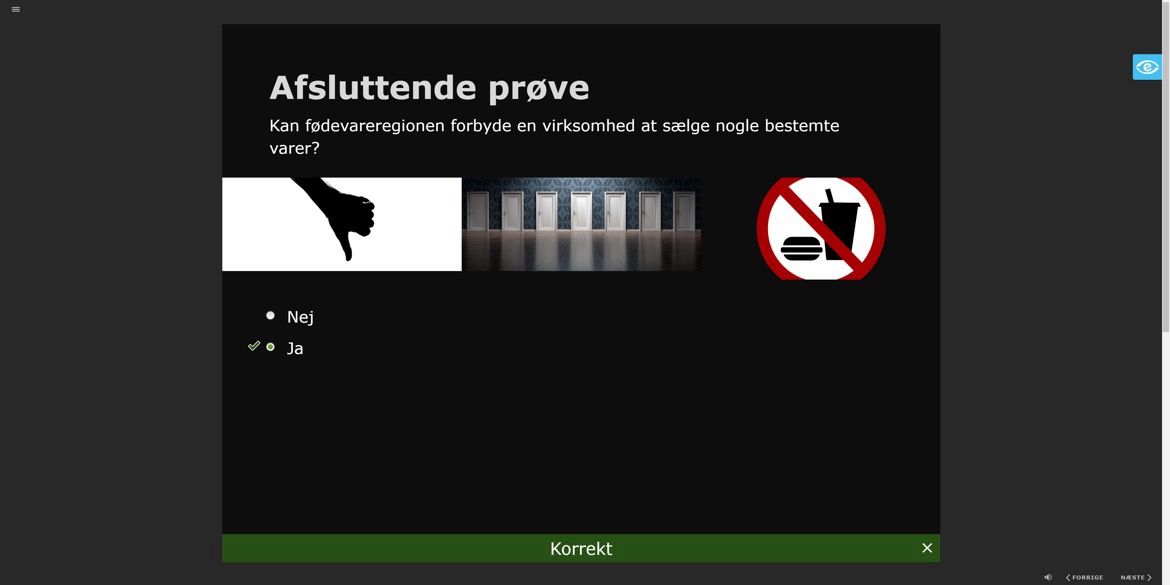 Afsluttende prøve
Kan fødevareregionen forbyde en virksomhed at sælge nogle bestemte
varer?
Nej
Ja
Korrekt
FORRIGE
NÆSTE